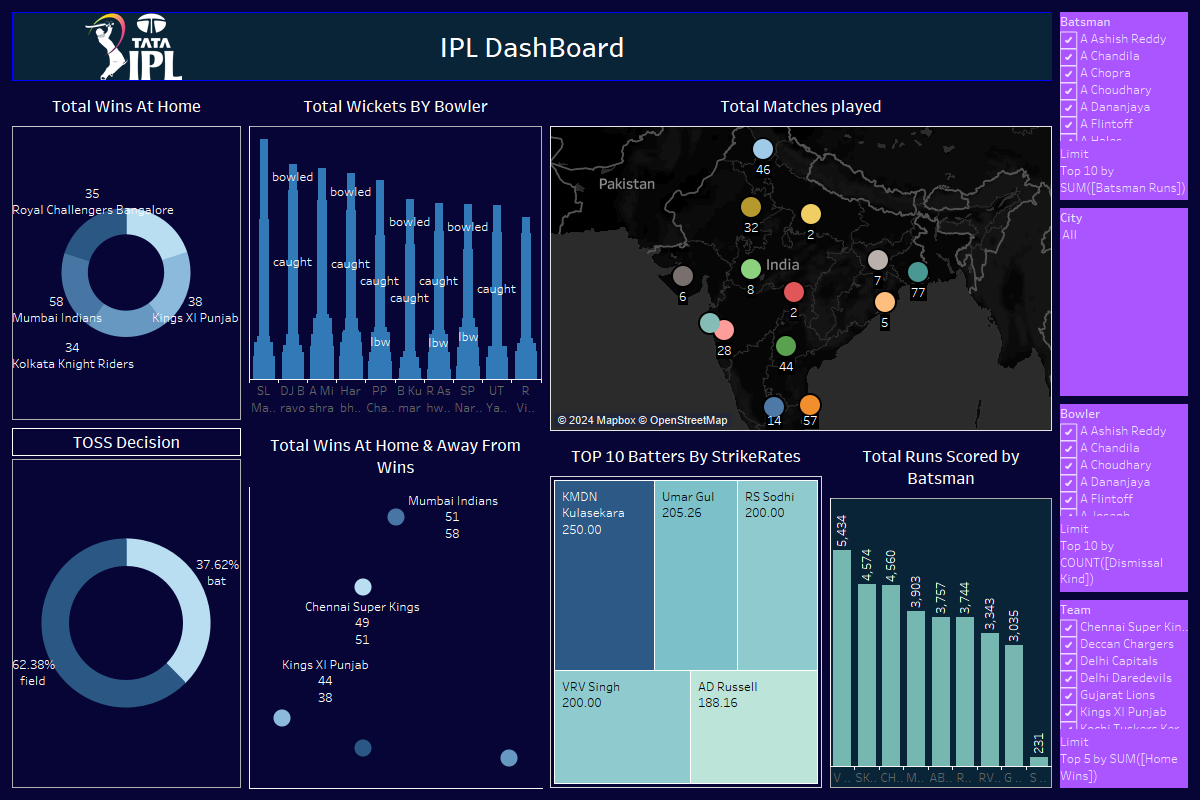 TATA
IPL
IPL DashBoard
Total Wins At Home
35
Royal Challengers Bangalore
58
Mumbai Indians
38
Kings XI Punjab
34
Kolkata Knight Riders
Total Wickets BY Bowler
bowled
bowled
bowled
bowled
caught
caught
caught
caught
caught
caught
lbw
lbw
lbw
SL Ma..
DJ B ravo
A Mi shra
Har bh..
PP Cha..
B Ku mar
R As hw..
SP Nar..
UT Ya..
R Vi..
Total Matches played
Pakistan
India
46
32
2
6
8
7
77
2
5
28
44
14
57
© 2024 Mapbox © OpenStreetMap
TOSS Decision
37.62%
bat
62.38%
field
Total Wins At Home & Away From
Wins
Mumbai Indians
51
58
Chennai Super Kings
49
51
Kings XI Punjab
44
38
TOP 10 Batters By StrikeRates
KMDN
Kulasekara
250.00
Umar Gul
205.26
RS Sodhi
200.00
VRV Singh
200.00
AD Russell
188.16
Total Runs Scored by
Batsman
5,434
4,574
4,560
3,903
3,757
3,744
3,343
3,035
231
V ..
SK..
CH..
M..
AB..
R..
RV..
G ..
S ..
Batsman
A Ashish Reddy
A Chandila
A Chopra
A Choudhary
A Dananjaya
A Flintoff
A Hales
Limit
Top 10 by
SUM([Batsman Runs])
City
All
Bowler
A Ashish Reddy
A Chandila
A Choudhary
A Dananjaya
A Flintoff
A Joseph
Limit
Top 10 by
COUNT([Dismissal
Kind])
Team
Chennai Super Kin..
Deccan Chargers
Delhi Capitals
Delhi Daredevils
Gujarat Lions
Kings XI Punjab
Kochi Tuskers Ker..
Limit
Top 5 by SUM([Home
Wins])